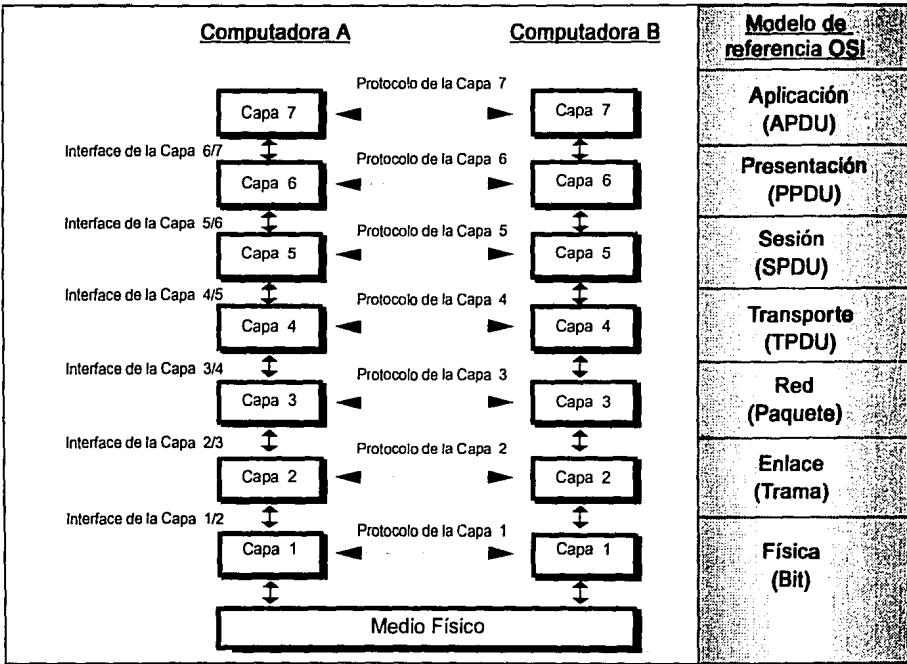 Computadora A
Computadora B
Modelo de
referencia OSI
Protocolo de la Capa 7
Capa 7
Capa 7
Aplicación
(APDU)
Interface de la Capa 6/7
Protocolo de la Capa 6
Capa 6
Capa 6
Presentación
(PPDU)
Interface de la Capa 5/6
Protocolo de la Capa 5
Capa 5
Capa 5
Sesión
(SPDU)
Interface de la Capa 4/5
Protocolo de la Capa 4
Capa 4
Capa 4
Transporte
(TPDU)
Interface de la Capa 3/4
Protocolo de la Capa 3
Capa 3
Capa 3
Red
(Paquete)
Interface de la Capa 2/3
Protocolo de la Capa 2
Capa 2
Capa 2
Enlace
(Trama)
Interface de la Capa 1/2
Protocolo de la Capa 1
Capa 1
Capa 1
Física
(Bit)
Medio Físico